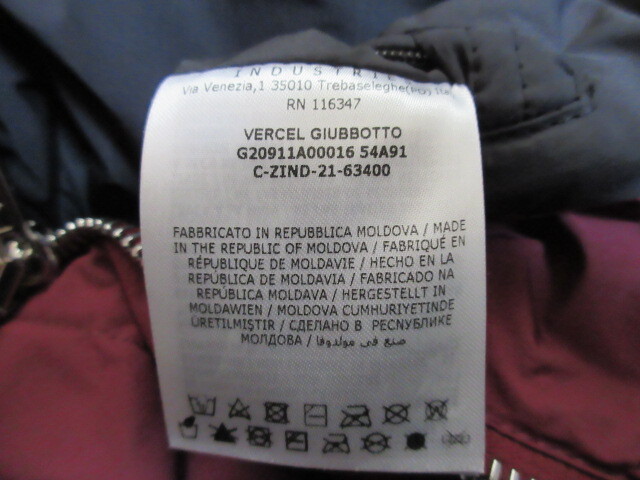 INDUSTRIE
Via Venezia,1 35010 Trebaseleghe(PD) Ita
RN 116347
VERCEL GIUBBOTTO
G20911A00016 54A91
C-ZIND-21-63400
FABBRICATO IN REPUBBLICA MOLDOVA / MADE
IN THE REPUBLIC OF MOLDOVA / FABRIQUÉ EN
RÉPUBLIQUE DE MOLDAVIE / HECHO EN LA
REPÚBLICA DE MOLDAVIA / FABRICADO NA
REPÚBLICA MOLDAVA / HERGESTELLT IN
MOLDAWIEN / MOLDOVA CUMHURIYETINDE
ÜRETILMIŞTIR / СДЕЛАНО В РЕСПУБЛИКЕ
МОЛДОВА / صنع في مولدوفا